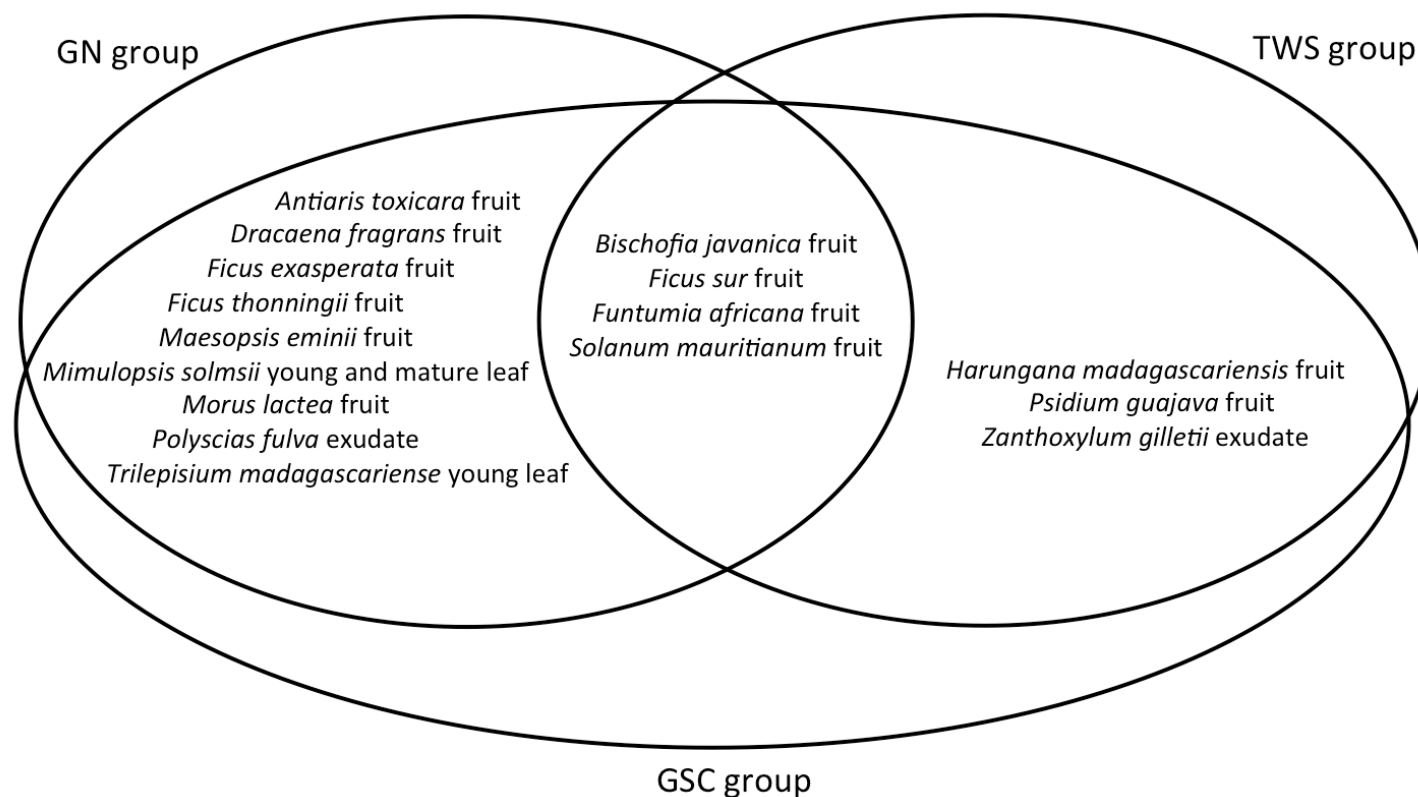 GN group
TWS group
Antiaris toxicara fruit
Dracaena fragrans fruit
Ficus exasperata fruit
Ficus thonningii fruit
Maesopsis eminii fruit
Mimulopsis solmsii young and mature leaf
Morus lactea fruit
Polyscias fulva exudate
Trilepisium madagascariense young leaf
Bischofia javanica fruit
Ficus sur fruit
Funtumia africana fruit
Solanum mauritianum fruit
Harungana madagascariensis fruit
Psidium guajava fruit
Zanthoxylum gilletii exudate
GSC group